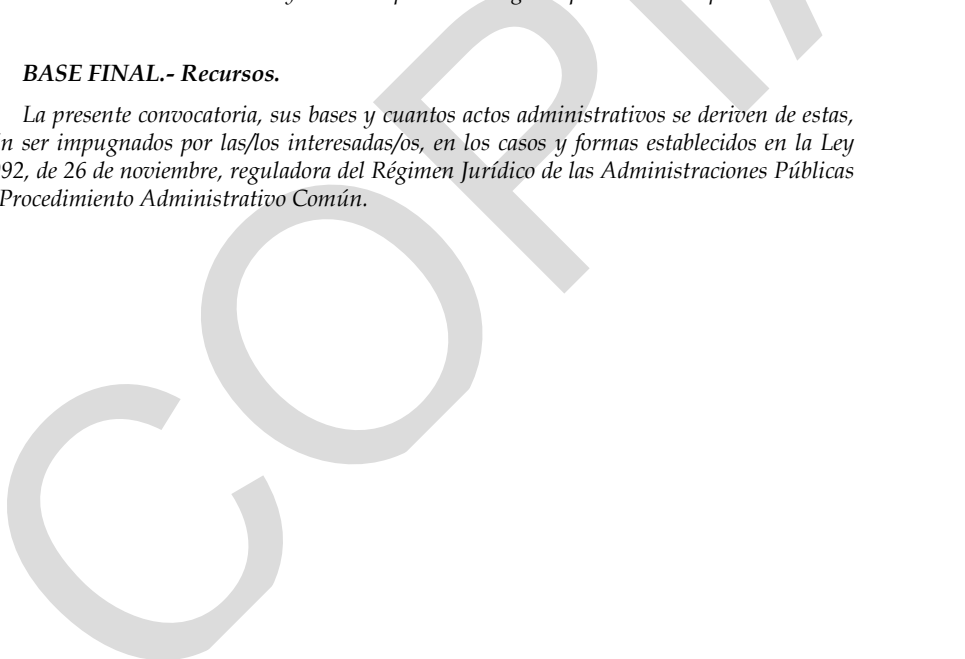 BASE FINAL.- Recursos.
La presente convocatoria, sus bases y cuantos actos administrativos se deriven de estas,
ser impugnados por las/los interesadas/os, en los casos y formas establecidos en la Ley
de 26 de noviembre, reguladora del Régimen Jurídico de las Administraciones Públicas
Procedimiento Administrativo Común.
COPIA